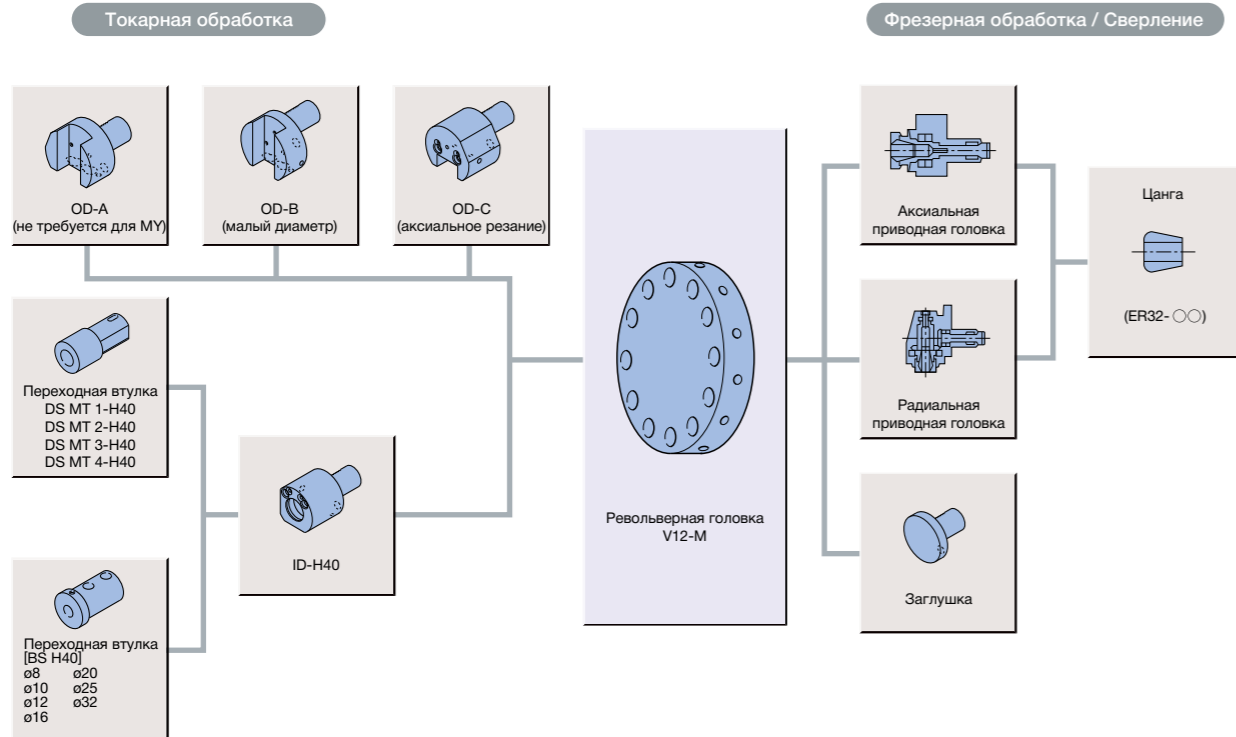 Токарная обработка
Фрезерная обработка / Сверление
OD-A
(не требуется для MY)
OD-B
(малый диаметр)
OD-C
(аксиальное резание)
Переходная втулка
DS MT 1-H40
DS MT 2-H40
DS MT 3-H40
DS MT 4-H40
ID-H40
Переходная втулка
[BS H40]
ø8 ø20
ø10 ø25
ø12 ø32
ø16
Револьверная головка
V12-M
Аксиальная
приводная головка
Радиальная
приводная головка
Заглушка
Цанга
(ER32-○○)